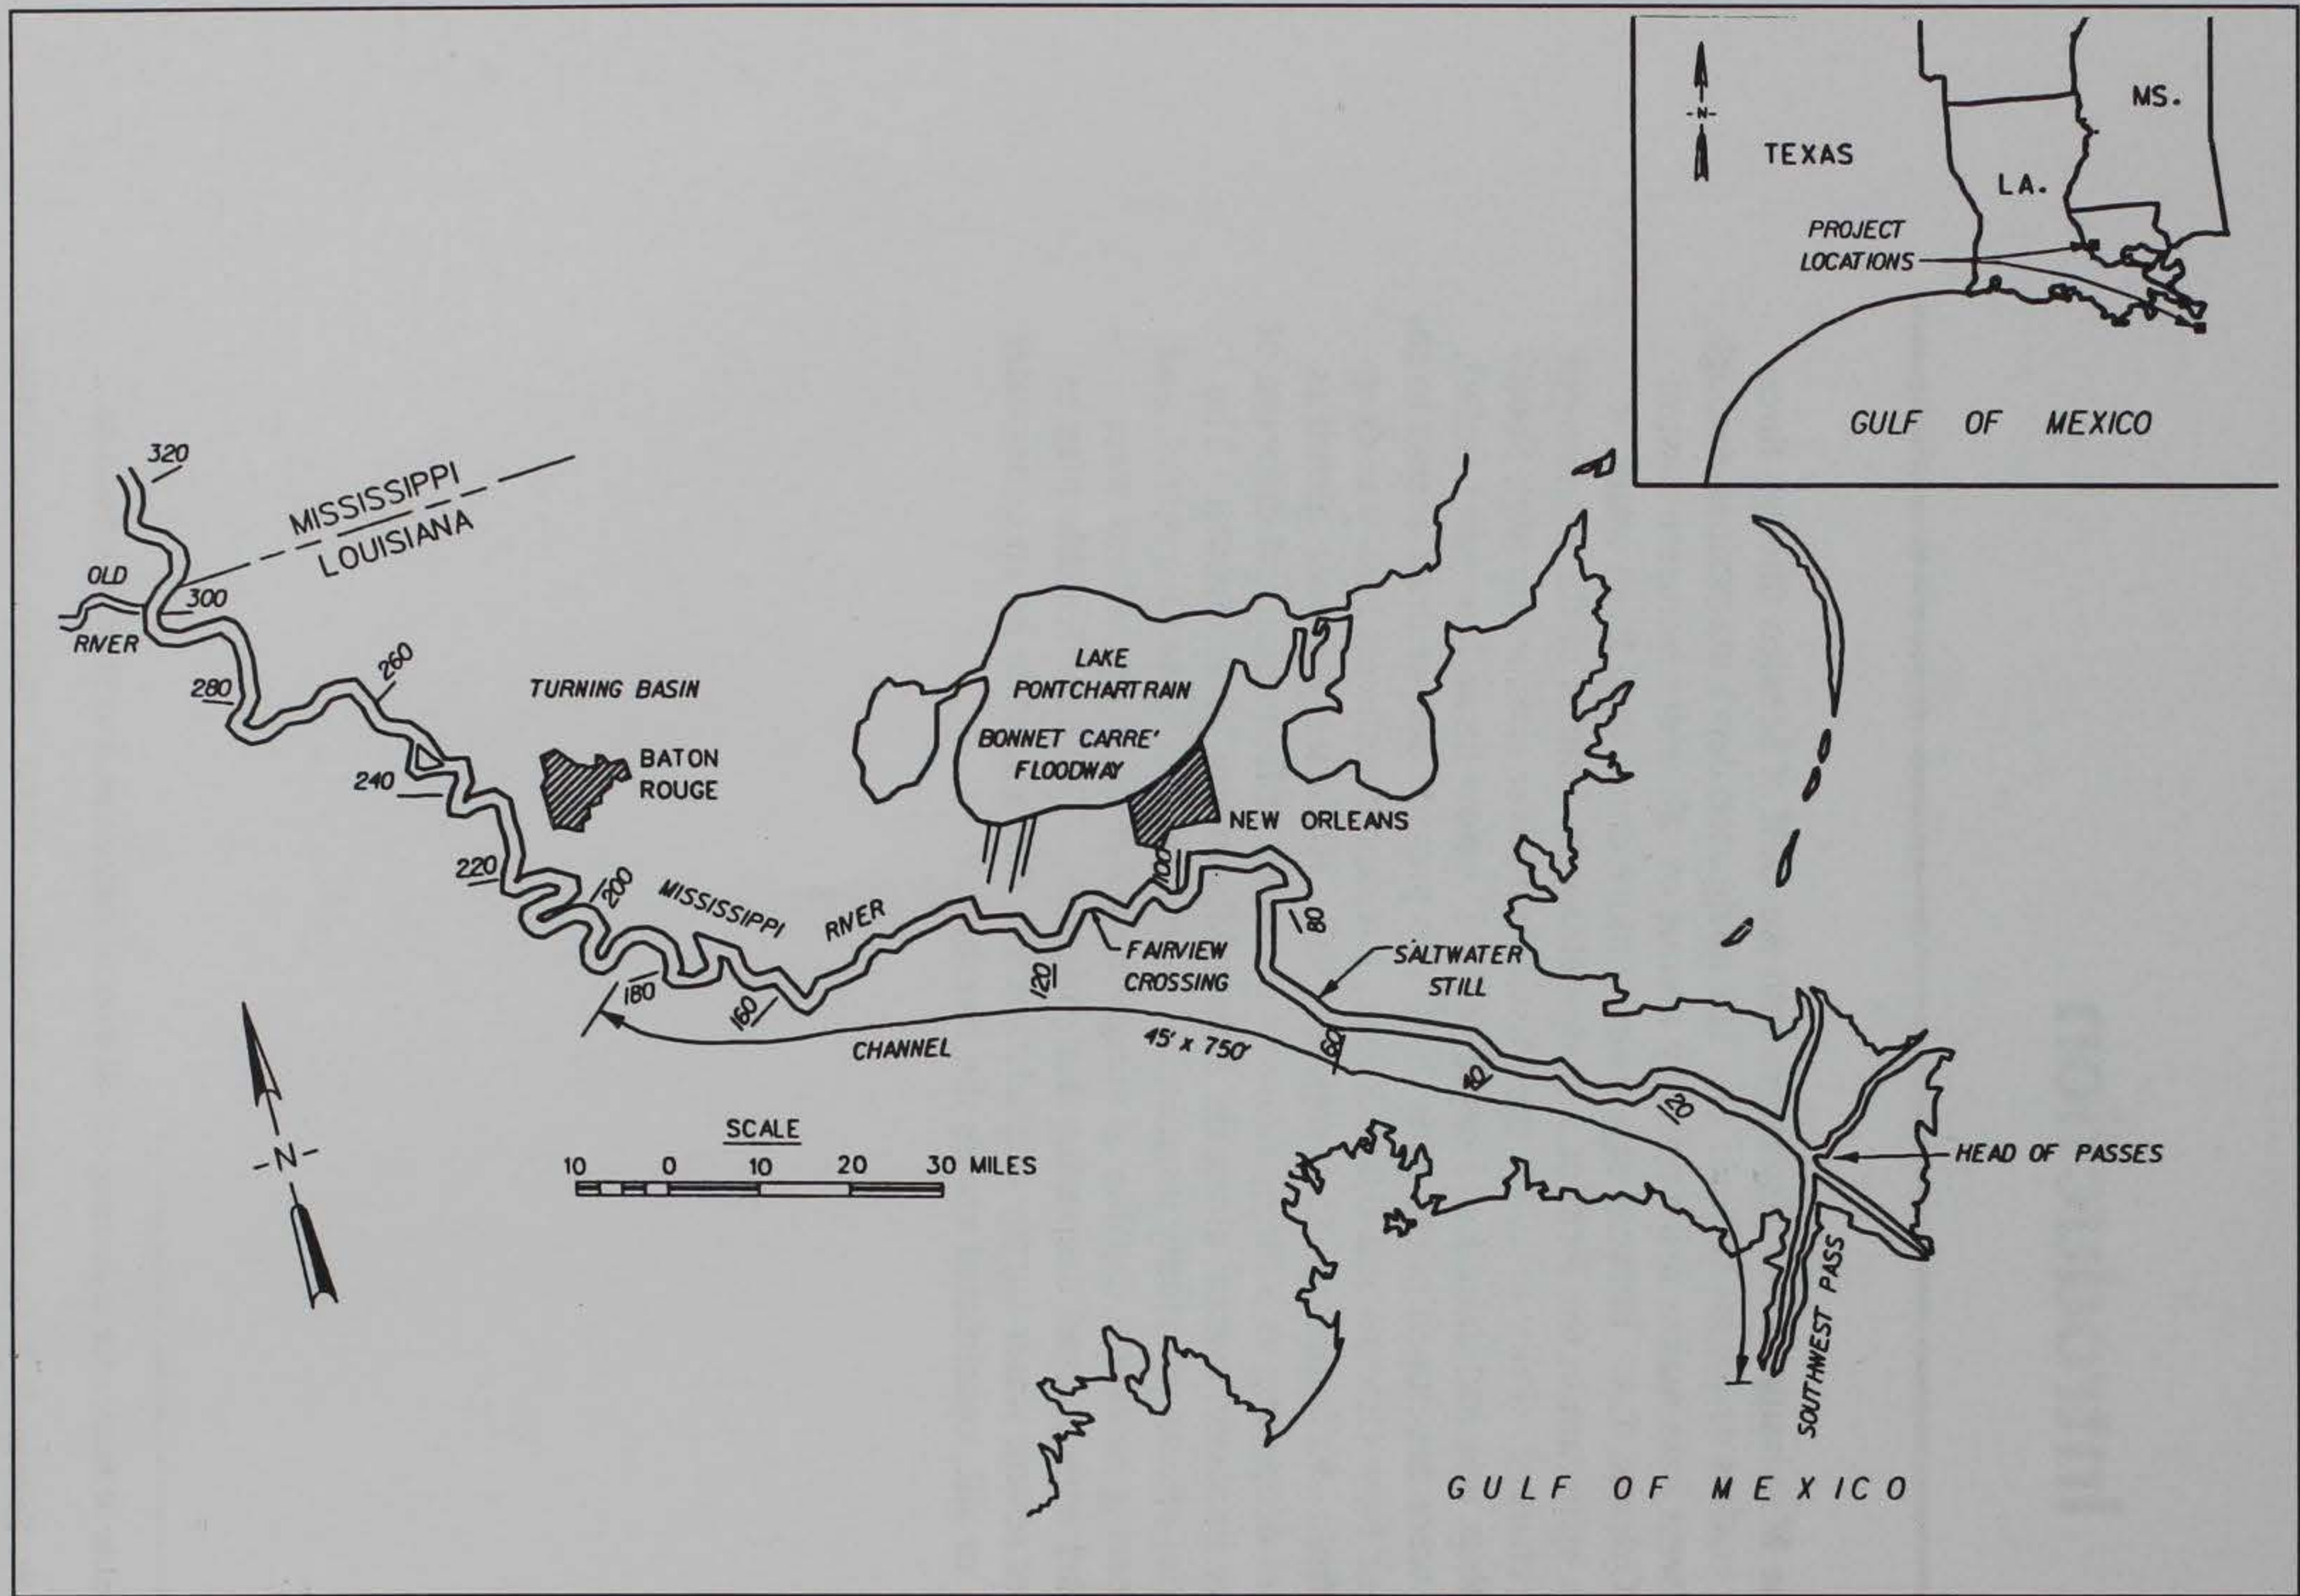 -N-
TEXAS
MS.
LA.
PROJECT
LOCATIONS
GULF OF MEXICO
320
MISSISSIPPI
LOUISIANA
OLD
RIVER
300
280
260
240
220
200
180
160
120
100
80
60
40
20
TURNING BASIN
BATON
ROUGE
LAKE
PONTCHARTRAIN
BONNET CARRE'
FLOODWAY
NEW ORLEANS
MISSISSIPPI RIVER
FAIRVIEW
CROSSING
SALTWATER
STILL
CHANNEL 45' x 750'
-N-
SCALE
10 0 10 20 30 MILES
HEAD OF PASSES
SOUTHWEST PASS
GULF OF MEXICO